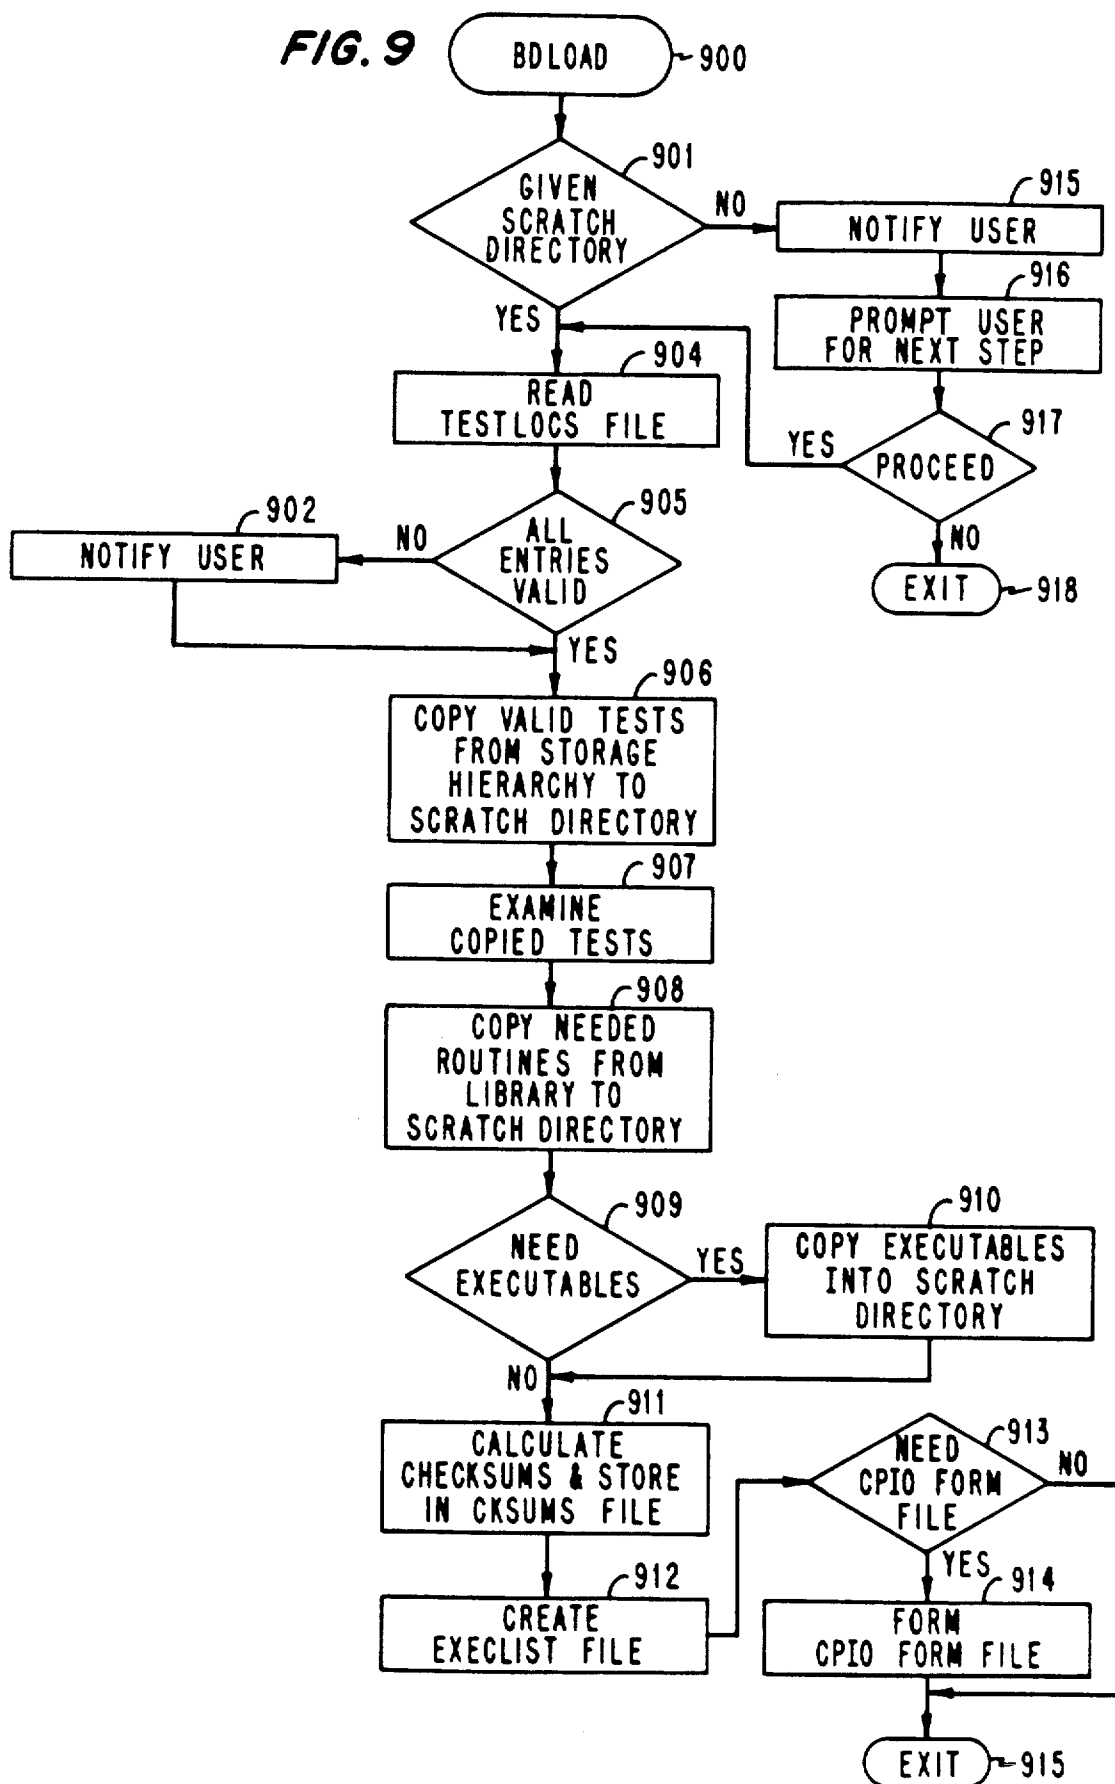 FIG. 9
BDLOAD
900
901
GIVEN
SCRATCH
DIRECTORY
NO
915
NOTIFY USER
916
PROMPT USER
FOR NEXT STEP
YES
904
READ
TESTLOCS FILE
917
PROCEED
YES
NO
EXIT
918
902
NOTIFY USER
NO
905
ALL
ENTRIES
VALID
YES
906
COPY VALID TESTS
FROM STORAGE
HIERARCHY TO
SCRATCH DIRECTORY
907
EXAMINE
COPIED TESTS
908
COPY NEEDED
ROUTINES FROM
LIBRARY TO
SCRATCH DIRECTORY
909
NEED
EXECUTABLES
YES
910
COPY EXECUTABLES
INTO SCRATCH
DIRECTORY
NO
911
CALCULATE
CHECKSUMS & STORE
IN CKSUMS FILE
912
CREATE
EXECLIST FILE
913
NEED
CPIO FORM
FILE
NO
YES
914
FORM
CPIO FORM FILE
EXIT
915